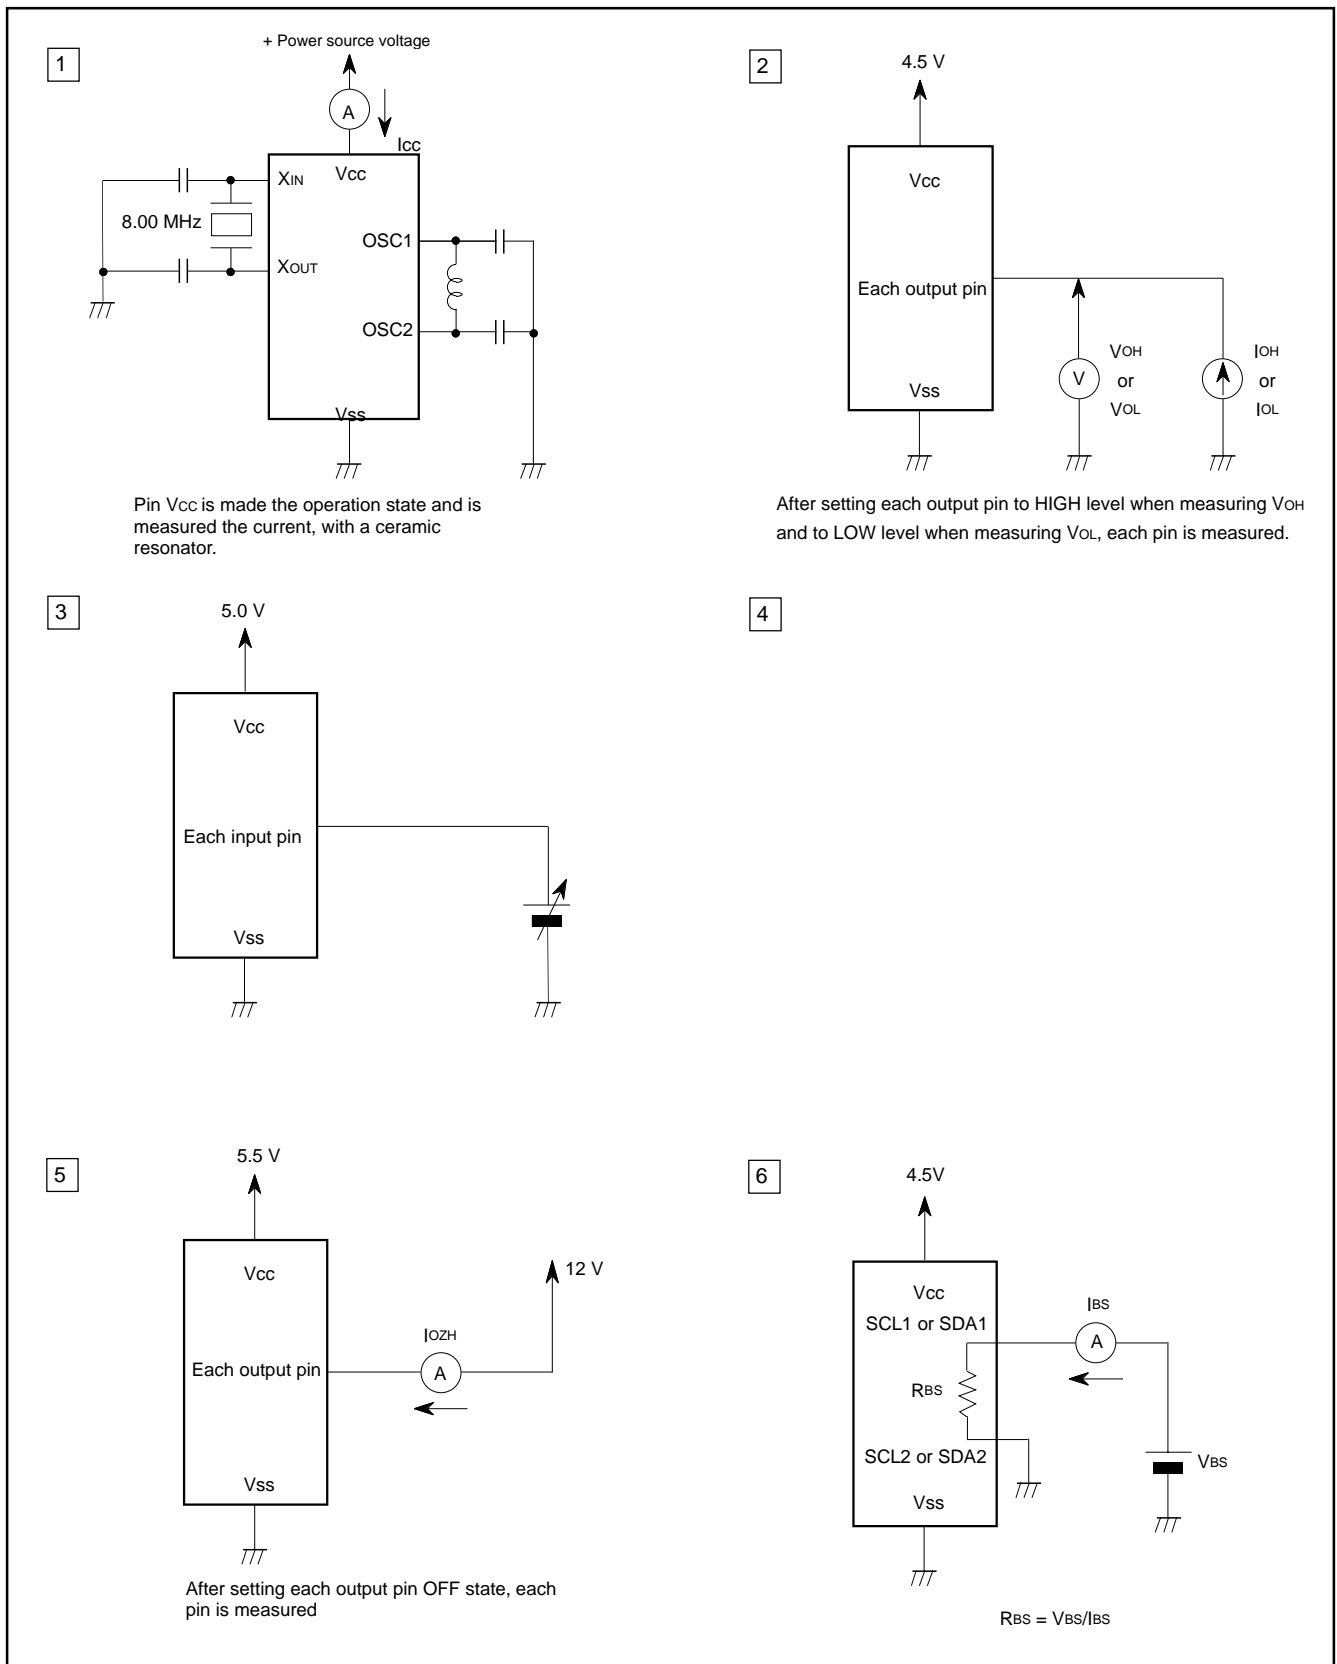 1
+ Power source voltage
A
Icc
Vcc
XIN
8.00 MHz
XOUT
OSC1
OSC2
Vss
Pin VCC is made the operation state and is
measured the current, with a ceramic
resonator.
2
4.5 V
Vcc
Each output pin
Vss
V
VOH
or
VOL
IOH
or
IOL
After setting each output pin to HIGH level when measuring VOH
and to LOW level when measuring VOL, each pin is measured.
3
5.0 V
Vcc
Each input pin
Vss
4
5
5.5 V
Vcc
Each output pin
Vss
IOZH
A
12 V
After setting each output pin OFF state, each
pin is measured
6
4.5V
Vcc
SCL1 or SDA1
RBS
SCL2 or SDA2
Vss
IBS
A
VBS
RBS = VBS/IBS